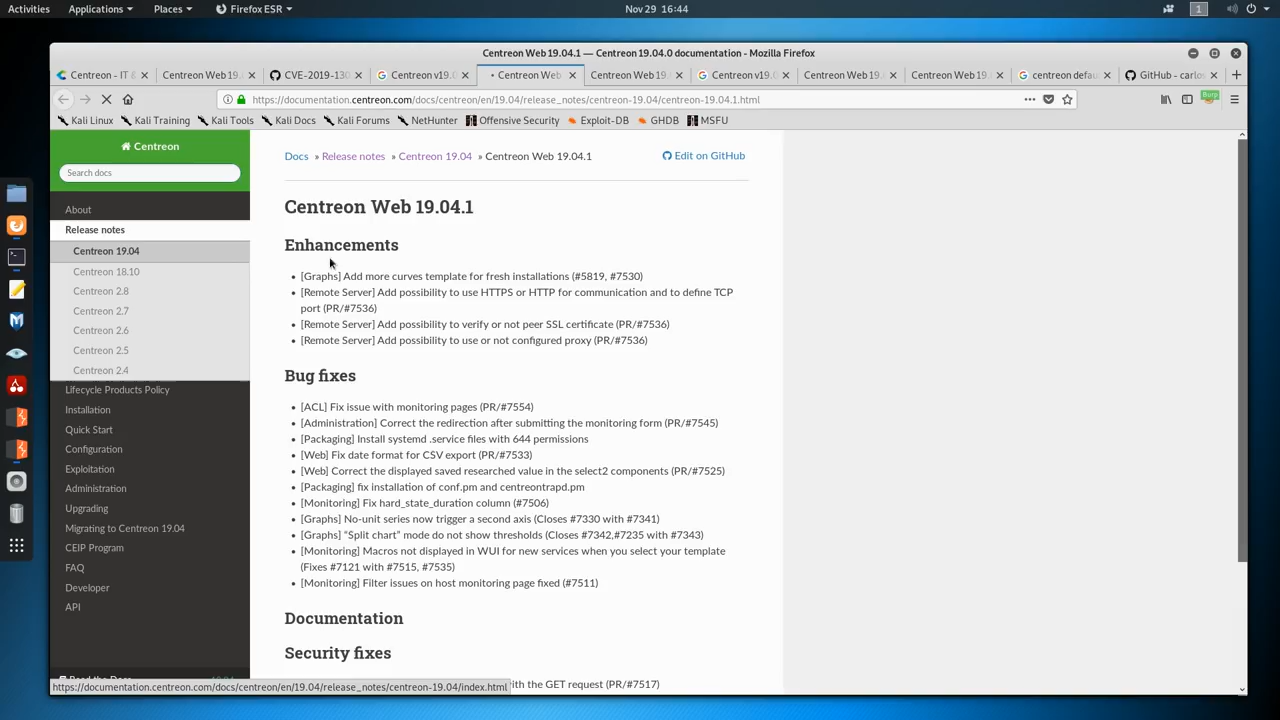 Activities Applications Places Firefox ESR Nov 29 16:44 1
Centreon Web 19.04.1 — Centreon 19.04.0 documentation - Mozilla Firefox
Centreon - IT & Centreon Web 19. CVE-2019-130 Centreon v19.0 Centreon Web Centreon Web 19. Centreon v19.0 Centreon Web 19. Centreon Web 19. centreon defau GitHub - carlos
https://documentation.centreon.com/docs/centreon/en/19.04/release_notes/centreon-19.04/centreon-19.04.1.html
Burp
Kali Linux Kali Training Kali Tools Kali Docs Kali Forums NetHunter Offensive Security Exploit-DB GHDB MSFU
Centreon
Search docs
About
Release notes
Centreon 19.04
Centreon 18.10
Centreon 2.8
Centreon 2.7
Centreon 2.6
Centreon 2.5
Centreon 2.4
Lifecycle Products Policy
Installation
Quick Start
Configuration
Exploitation
Administration
Upgrading
Migrating to Centreon 19.04
CEIP Program
FAQ
Developer
API
Docs » Release notes » Centreon 19.04 » Centreon Web 19.04.1 Edit on GitHub
Centreon Web 19.04.1
Enhancements
• [Graphs] Add more curves template for fresh installations (#5819, #7530)
• [Remote Server] Add possibility to use HTTPS or HTTP for communication and to define TCP
port (PR/#7536)
• [Remote Server] Add possibility to verify or not peer SSL certificate (PR/#7536)
• [Remote Server] Add possibility to use or not configured proxy (PR/#7536)
Bug fixes
• [ACL] Fix issue with monitoring pages (PR/#7554)
• [Administration] Correct the redirection after submitting the monitoring form (PR/#7545)
• [Packaging] Install systemd .service files with 644 permissions
• [Web] Fix date format for CSV export (PR/#7533)
• [Web] Correct the displayed saved researched value in the select2 components (PR/#7525)
• [Packaging] fix installation of conf.pm and centreontrapd.pm
• [Monitoring] Fix hard_state_duration column (#7506)
• [Graphs] No-unit series now trigger a second axis (Closes #7330 with #7341)
• [Graphs] “Split chart” mode do not show thresholds (Closes #7342,#7235 with #7343)
• [Monitoring] Macros not displayed in WUI for new services when you select your template
(Fixes #7121 with #7515, #7535)
• [Monitoring] Filter issues on host monitoring page fixed (#7511)
Documentation
Security fixes
with the GET request (PR/#7517)
https://documentation.centreon.com/docs/centreon/en/19.04/release_notes/centreon-19.04/index.html